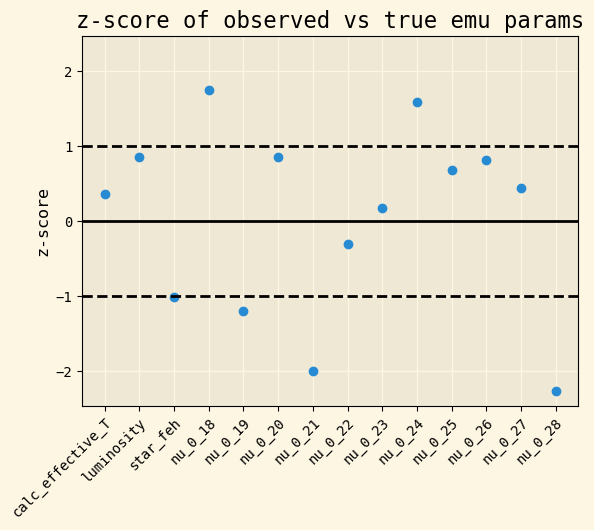 z-score of observed vs true emu params
z-score
2
1
0
−1
−2
calc_effective_T
luminosity
star_feh
nu_0_18
nu_0_19
nu_0_20
nu_0_21
nu_0_22
nu_0_23
nu_0_24
nu_0_25
nu_0_26
nu_0_27
nu_0_28